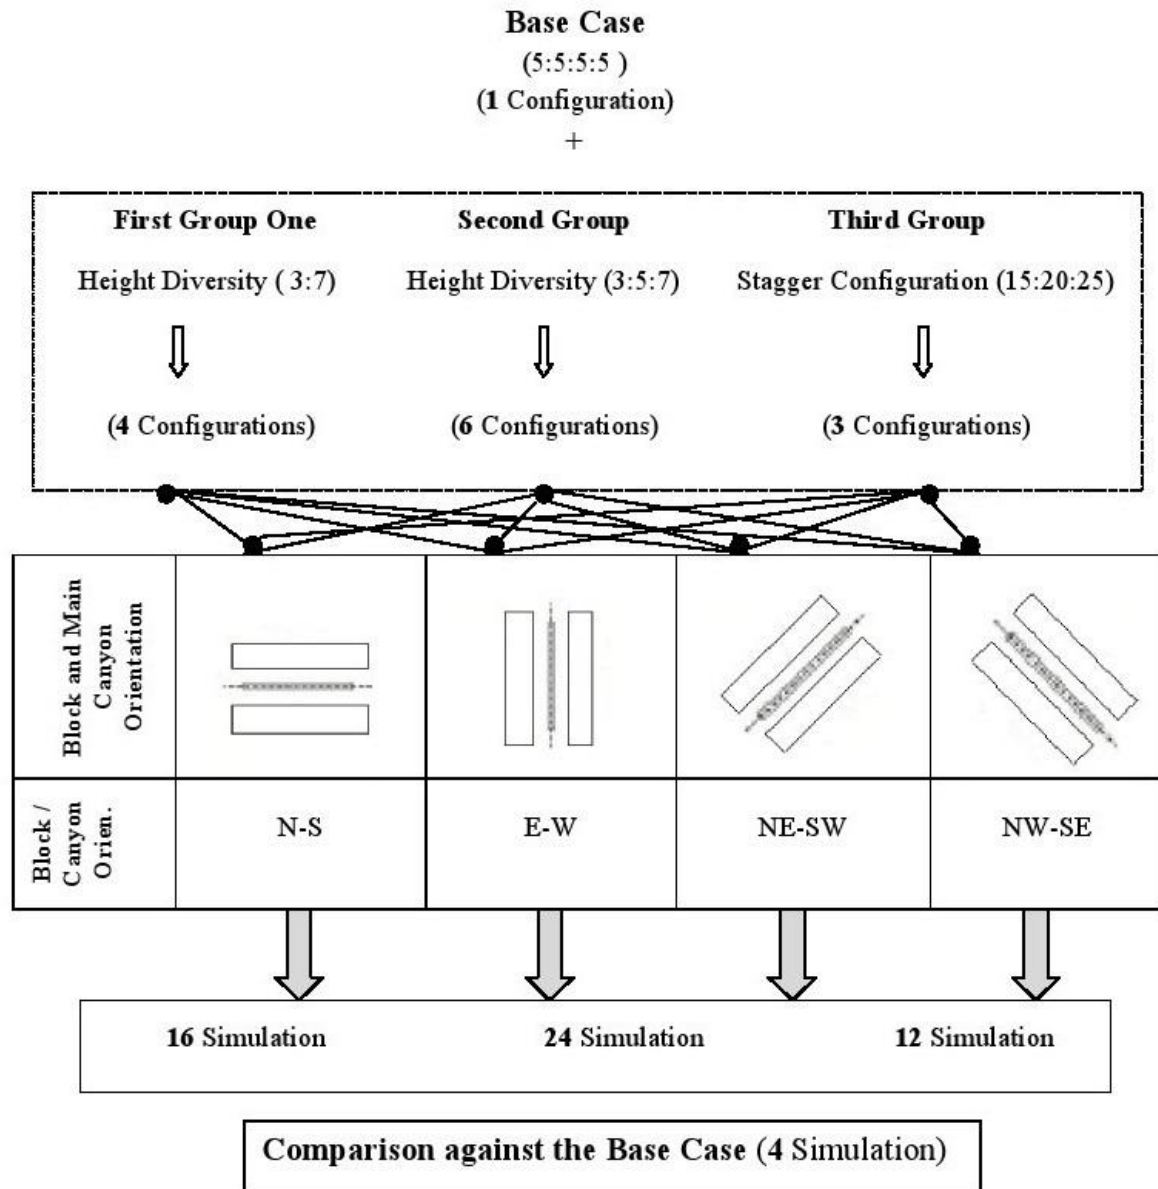 Base Case
(5:5:5:5 )
(1 Configuration)
+
First Group One
Second Group
Third Group
Height Diversity ( 3:7)
Height Diversity (3:5:7)
Stagger Configuration (15:20:25)
(4 Configurations)
(6 Configurations)
(3 Configurations)
Block and Main
Canyon
Orientation
Block /
Canyon
Orien.
N-S
E-W
NE-SW
NW-SE
16 Simulation
24 Simulation
12 Simulation
Comparison against the Base Case (4 Simulation)